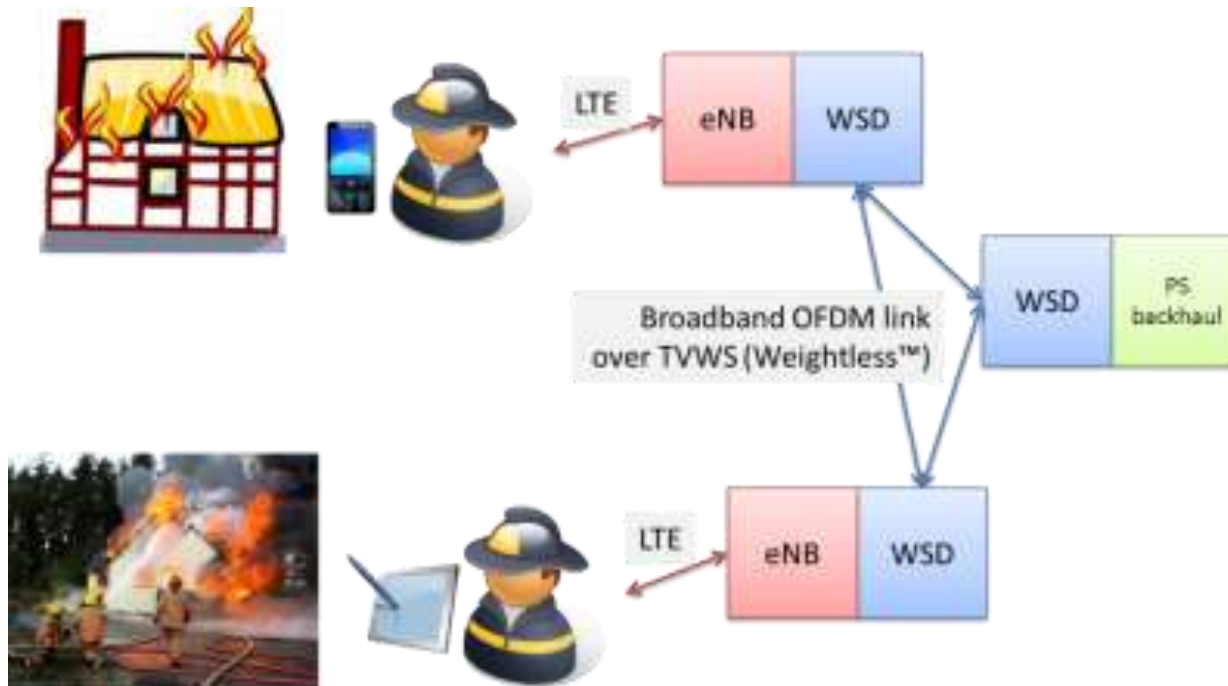 LTE
eNB
WSD
WSD
PS
backhaul
Broadband OFDM link
over TVWS (Weightless™)
LTE
eNB
WSD